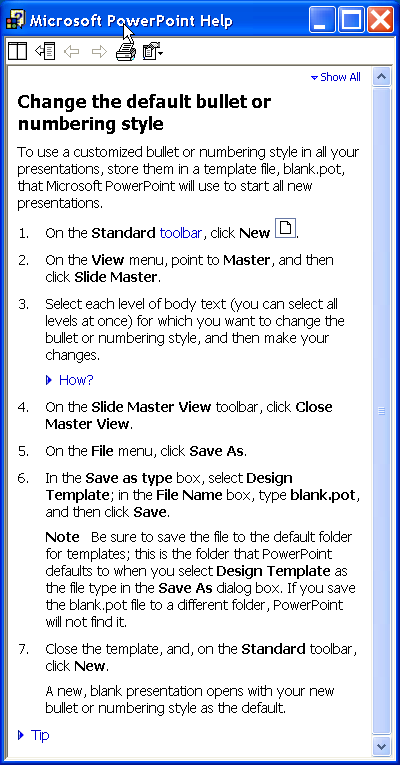 Microsoft PowerPoint Help
Show All
Change the default bullet or
numbering style
To use a customized bullet or numbering style in all your
presentations, store them in a template file, blank.pot,
that Microsoft PowerPoint will use to start all new
presentations.
1. On the Standard toolbar, click New .
2. On the View menu, point to Master, and then
click Slide Master.
3. Select each level of body text (you can select all
levels at once) for which you want to change the
bullet or numbering style, and then make your
changes.
How?
4. On the Slide Master View toolbar, click Close
Master View.
5. On the File menu, click Save As.
6. In the Save as type box, select Design
Template; in the File Name box, type blank.pot,
and then click Save.
Note Be sure to save the file to the default folder
for templates; this is the folder that PowerPoint
defaults to when you select Design Template as
the file type in the Save As dialog box. If you save
the blank.pot file to a different folder, PowerPoint
will not find it.
7. Close the template, and, on the Standard toolbar,
click New.
A new, blank presentation opens with your new
bullet or numbering style as the default.
Tip